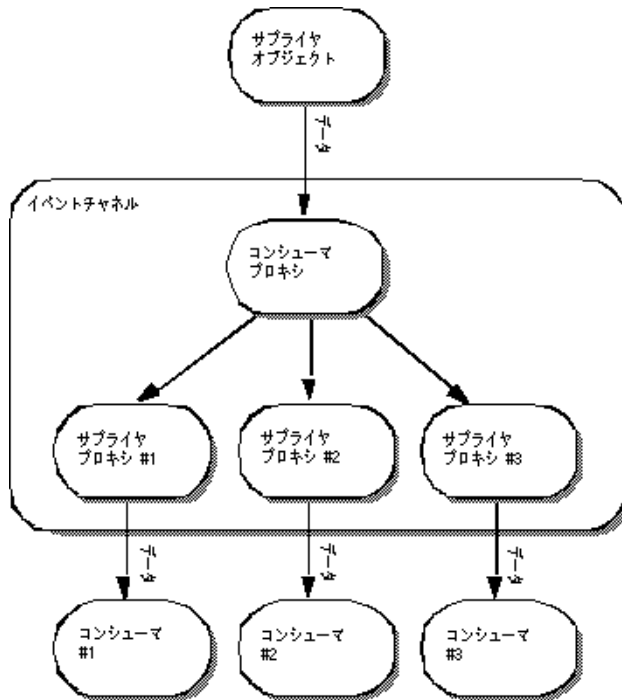 サプライヤ
オブジェクト
データ
イベントチャネル
コンシューマ
プロキシ
サプライヤ
プロキシ #1
サプライヤ
プロキシ #2
サプライヤ
プロキシ #3
データ
データ
データ
コンシューマ
#1
コンシューマ
#2
コンシューマ
#3